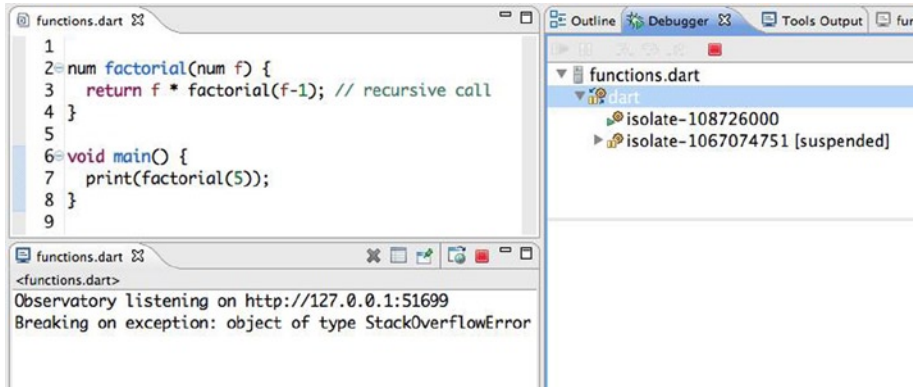 functions.dart
1
2 num factorial(num f) {
3 return f * factorial(f-1); // recursive call
4 }
5
6 void main() {
7 print(factorial(5));
8 }
9
functions.dart
<functions.dart>
Observatory listening on http://127.0.0.1:51699
Breaking on exception: object of type StackOverflowError
Outline Debugger Tools Output fur
functions.dart
dart
isolate-108726000
isolate-1067074751 [suspended]